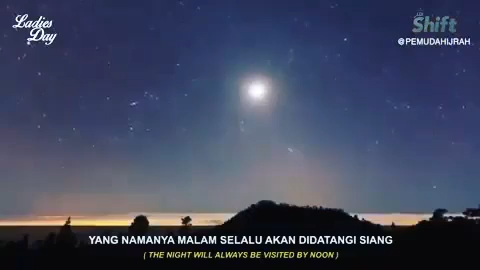 Ladies Day
Shift
@PEMUDAHIJRAH
YANG NAMANYA MALAM SELALU AKAN DIDATANGI SIANG
( THE NIGHT WILL ALWAYS BE VISITED BY NOON )